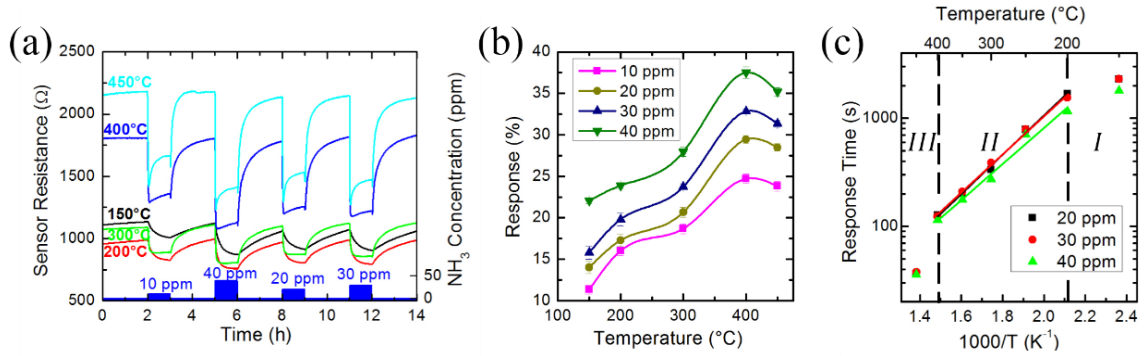 (a)
2500
2250
2000
1750
1500
1250
1000
750
500
Sensor Resistance (Ω)
450°C
400°C
150°C
300°C
200°C
10 ppm
40 ppm
20 ppm
30 ppm
50
0
NH3 Concentration (ppm)
0 2 4 6 8 10 12 14
Time (h)
(b)
40
35
30
25
20
15
10
Response (%)
10 ppm
20 ppm
30 ppm
40 ppm
100 200 300 400 500
Temperature (°C)
(c)
Temperature (°C)
400 300 200
1000
100
Response Time (s)
III II I
20 ppm
30 ppm
40 ppm
1.4 1.6 1.8 2.0 2.2 2.4
1000/T (K-1)